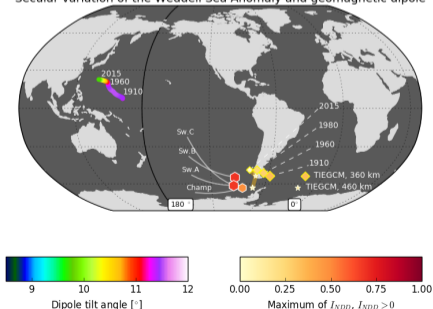 Secular variation of the Weddell Sea Anomaly and geomagnetic dipole
2015
1960
1910
2015
1980
1960
1910
Sw.C
Sw.B
Sw.A
Champ
TIEGCM, 360 km
TIEGCM, 460 km
180 °
0°
9 10 11 12
Dipole tilt angle [°]
0.00 0.25 0.50 0.75 1.00
Maximum of I_NDD, I_NDD > 0